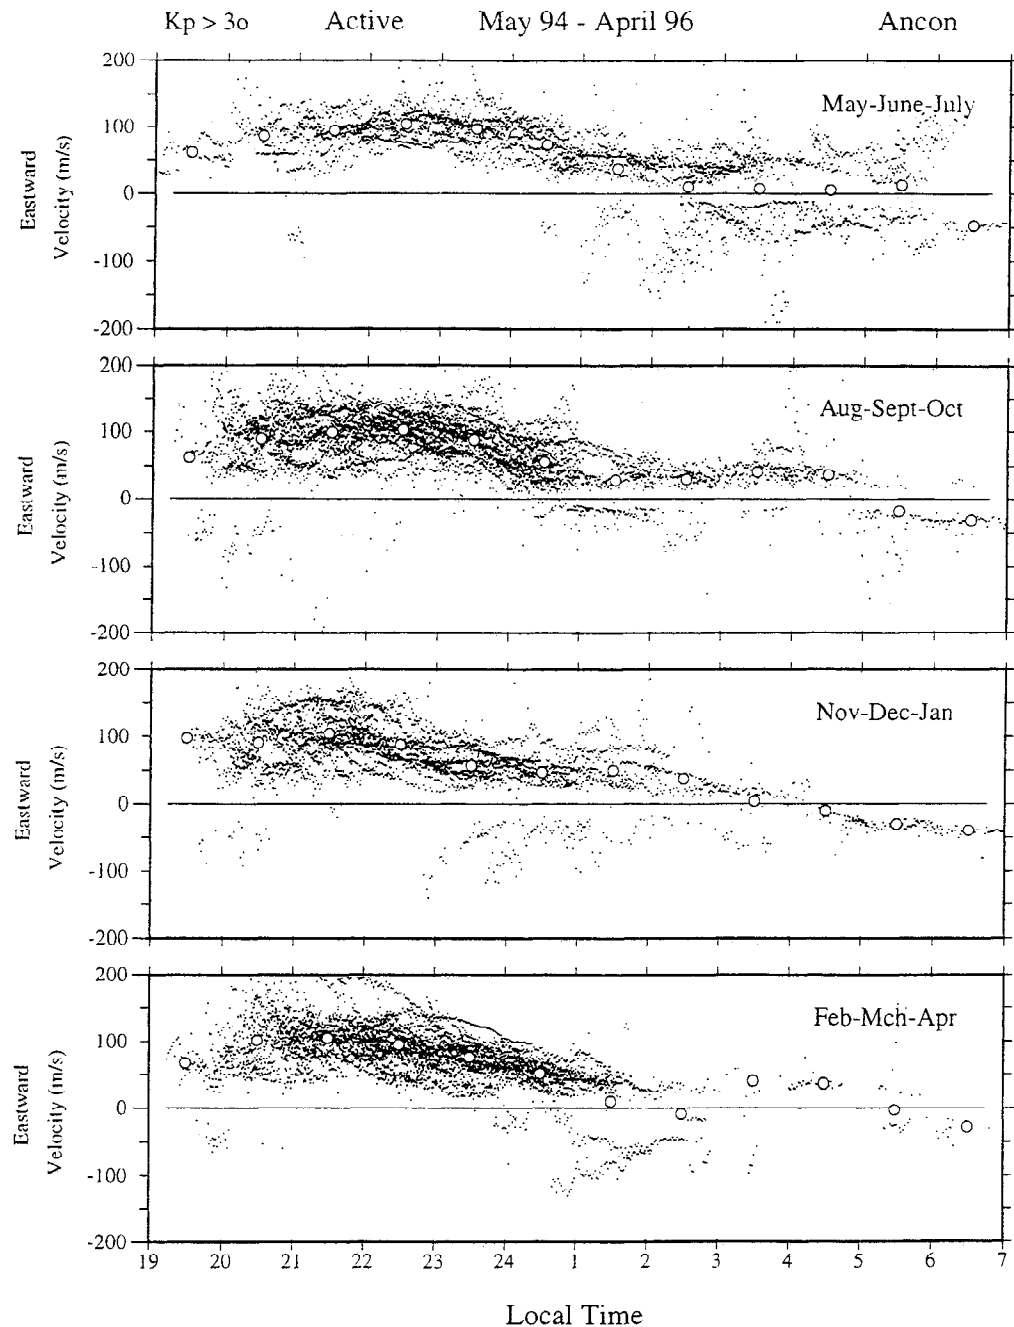 Kp > 3o Active May 94 - April 96 Ancon
200
100
0
-100
-200
Eastward
Velocity (m/s)
May-June-July
200
100
0
-100
-200
Eastward
Velocity (m/s)
Aug-Sept-Oct
200
100
0
-100
-200
Eastward
Velocity (m/s)
Nov-Dec-Jan
200
100
0
-100
-200
Eastward
Velocity (m/s)
Feb-Mch-Apr
19 20 21 22 23 24 1 2 3 4 5 6 7
Local Time